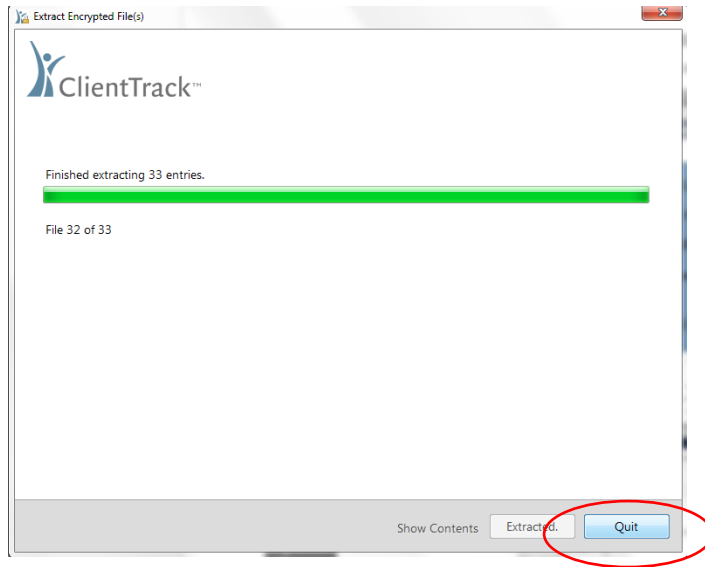 Extract Encrypted File(s)
ClientTrack™
Finished extracting 33 entries.
File 32 of 33
Show Contents Extracted. Quit